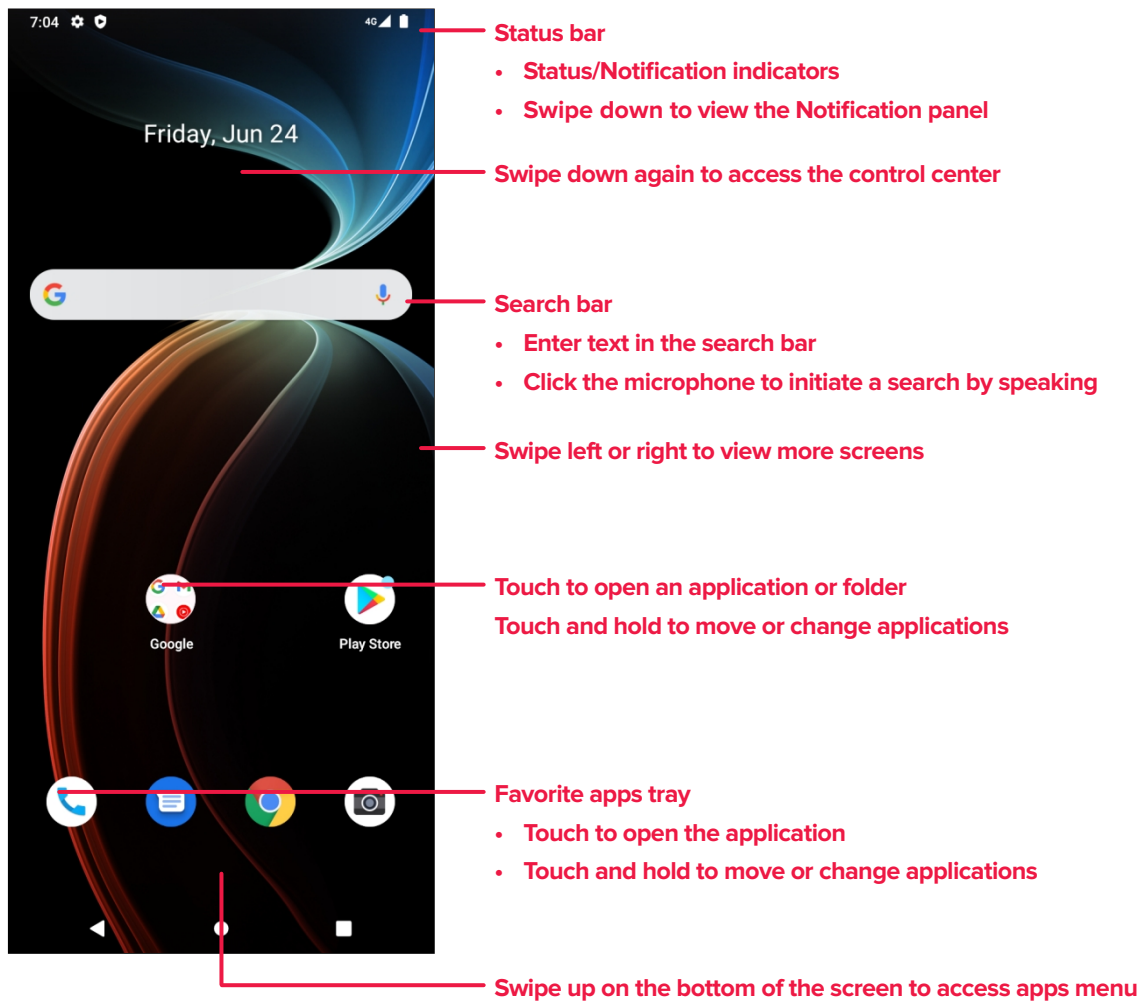 7:04
4G
Status bar
• Status/Notification indicators
• Swipe down to view the Notification panel
Friday, Jun 24
Swipe down again to access the control center
Search bar
• Enter text in the search bar
• Click the microphone to initiate a search by speaking
Swipe left or right to view more screens
Touch to open an application or folder
Touch and hold to move or change applications
Google
Play Store
Favorite apps tray
• Touch to open the application
• Touch and hold to move or change applications
Swipe up on the bottom of the screen to access apps menu